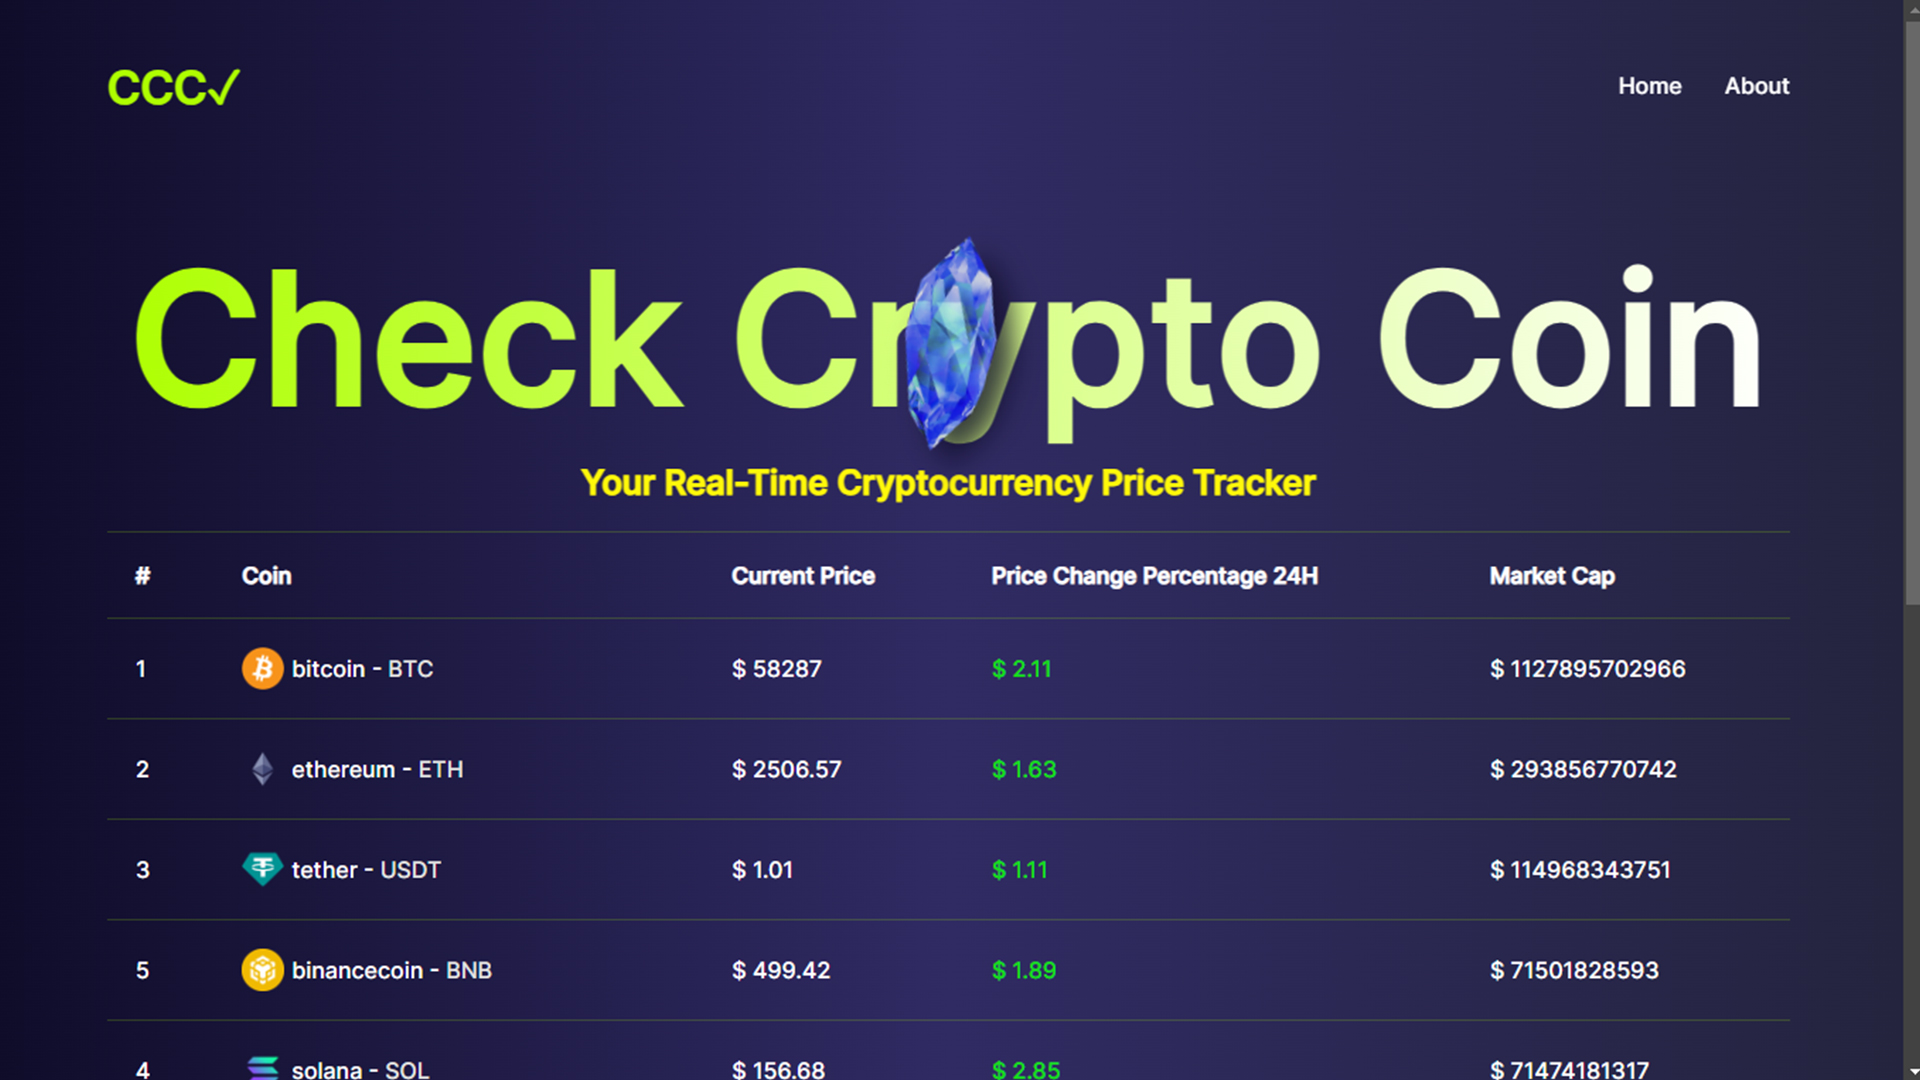 CCC✓
Home About
Check Crypto Coin
Your Real-Time Cryptocurrency Price Tracker
# Coin Current Price Price Change Percentage 24H Market Cap
1 bitcoin - BTC $ 58287 $ 2.11 $ 1127895702966
2 ethereum - ETH $ 2506.57 $ 1.63 $ 293856770742
3 tether - USDT $ 1.01 $ 1.11 $ 114968343751
5 binancecoin - BNB $ 499.42 $ 1.89 $ 71501828593
4 solana - SOL $ 156.68 $ 2.85 $ 71474181317